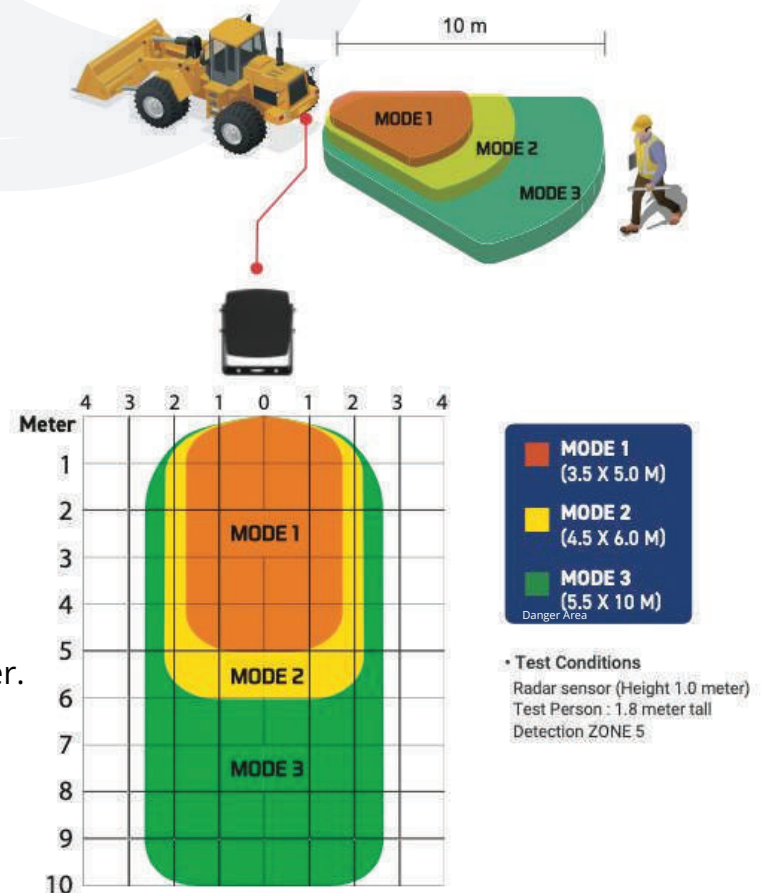 10 m
MODE 1
MODE 2
MODE 3
4 3 2 1 0 1 2 3 4
Meter
1
2
3
4
5
6
7
8
9
10
MODE 1
MODE 2
MODE 3
er.
MODE 1
(3.5 X 5.0 M)
MODE 2
(4.5 X 6.0 M)
MODE 3
(5.5 X 10 M)
Danger Area
• Test Conditions
Radar sensor (Height 1.0 meter)
Test Person : 1.8 meter tall
Detection ZONE 5